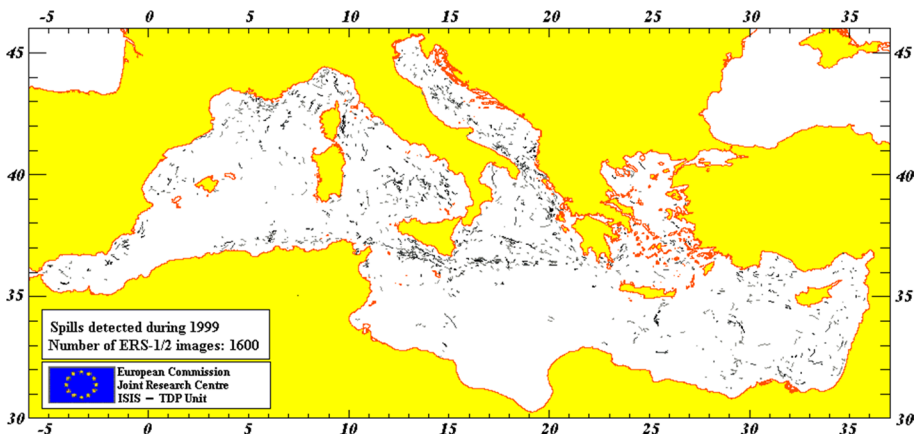 -5 0 5 10 15 20 25 30 35
45 45
40 40
35 35
Spills detected during 1999
Number of ERS-1/2 images: 1600
European Commission
Joint Research Centre
ISIS – TDP Unit
30 30
-5 0 5 10 15 20 25 30 35